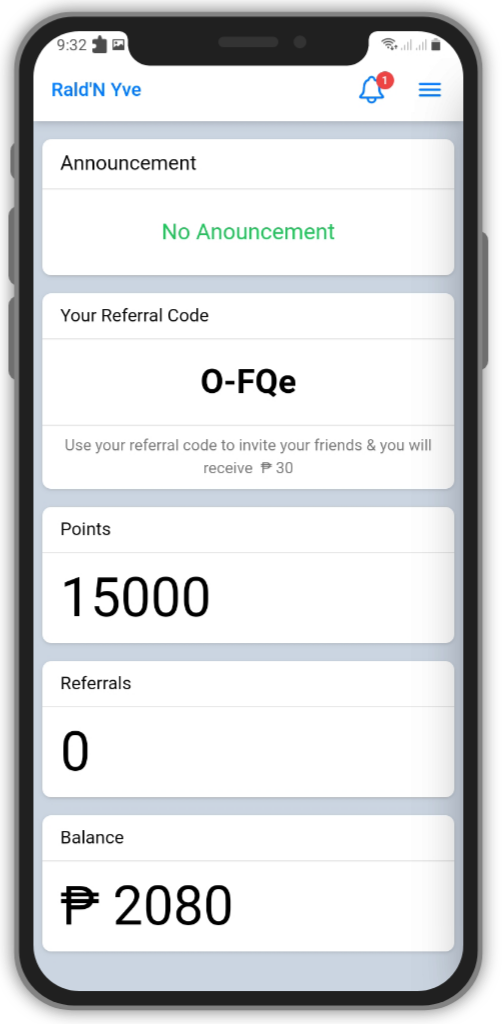 9:32
Rald'N Yve
1
Announcement
No Anouncement
Your Referral Code
O-FQe
Use your referral code to invite your friends & you will
receive ₱ 30
Points
15000
Referrals
0
Balance
₱ 2080